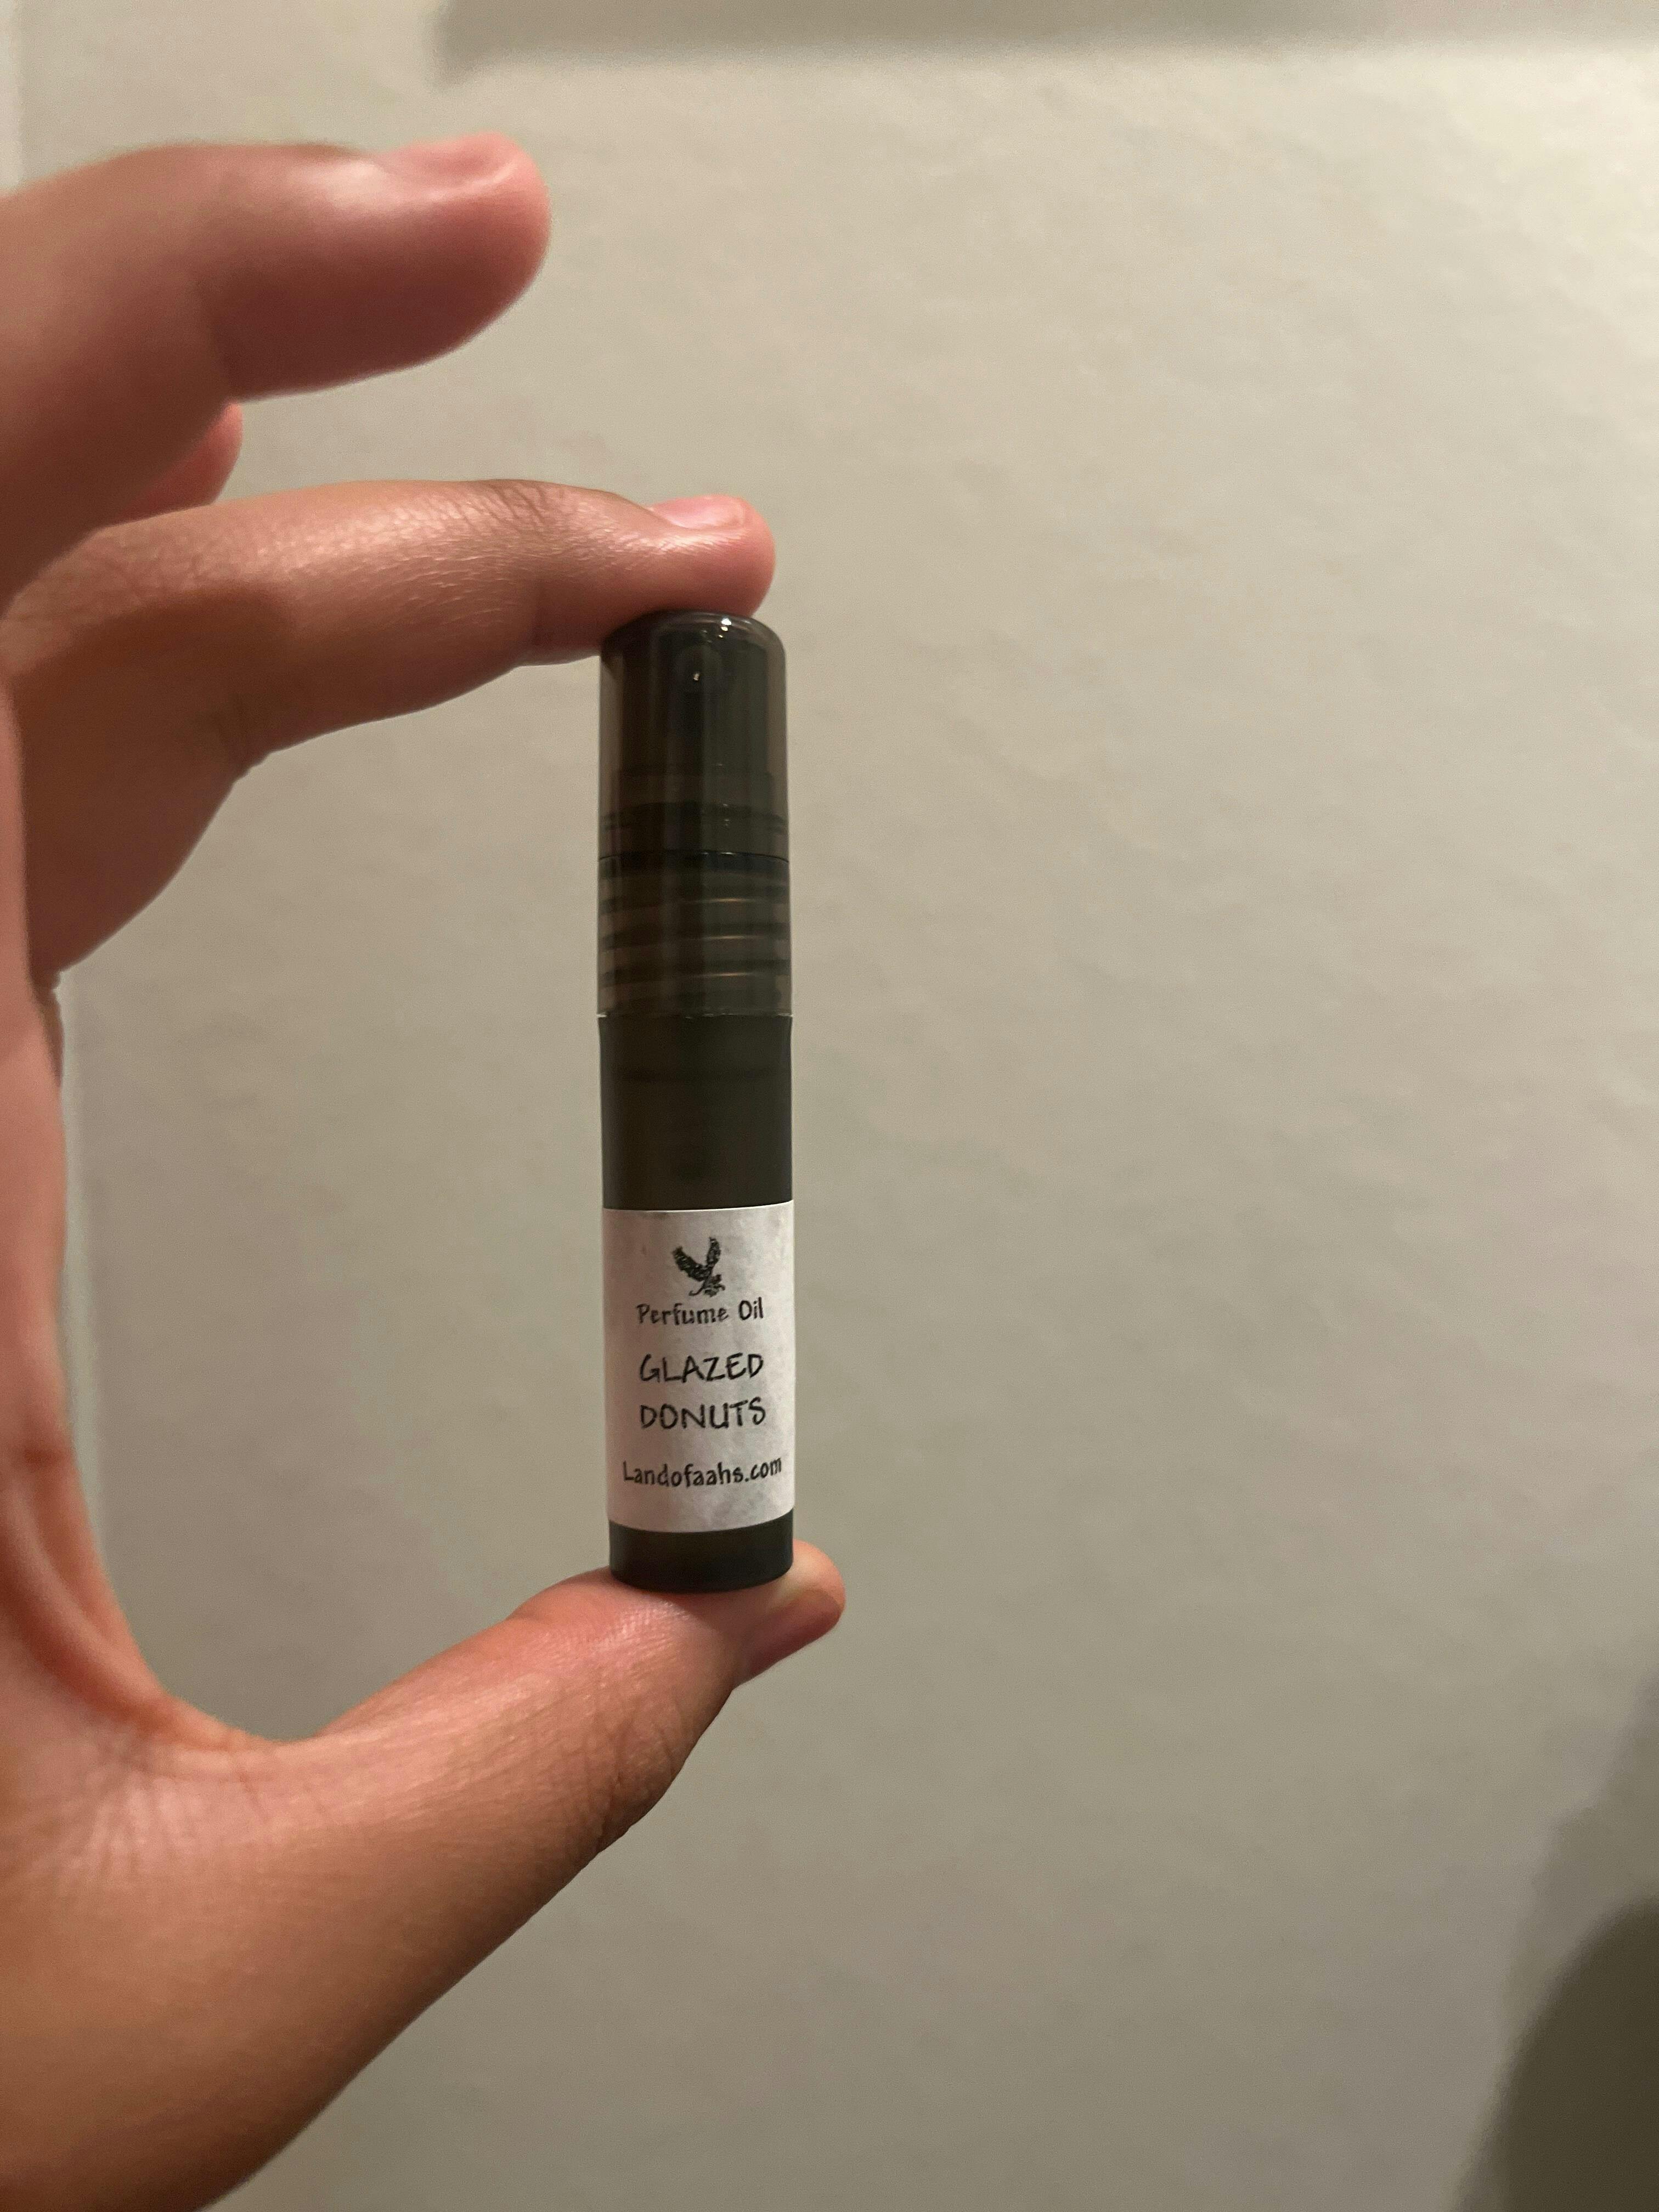 Perfume Oil
GLAZED
DONUTS
Landofaahs.com